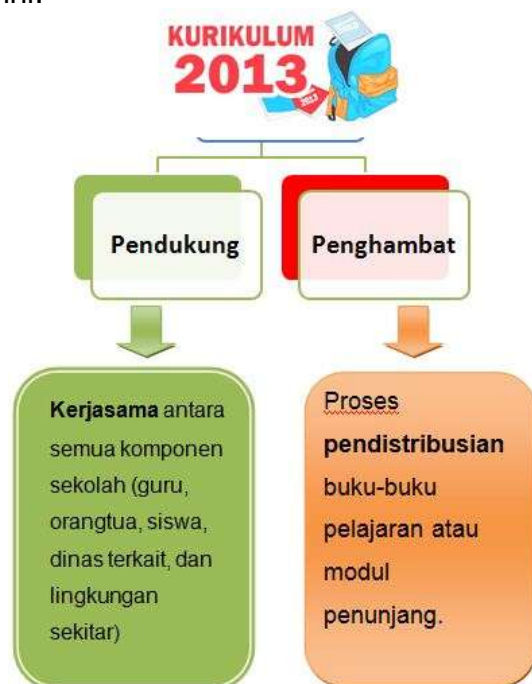 KURIKULUM
2013
2013
Pendukung
Penghambat
Kerjasama antara
semua komponen
sekolah (guru,
orangtua, siswa,
dinas terkait, dan
lingkungan
sekitar)
Proses
pendistribusian
buku-buku
pelajaran atau
modul
penunjang.